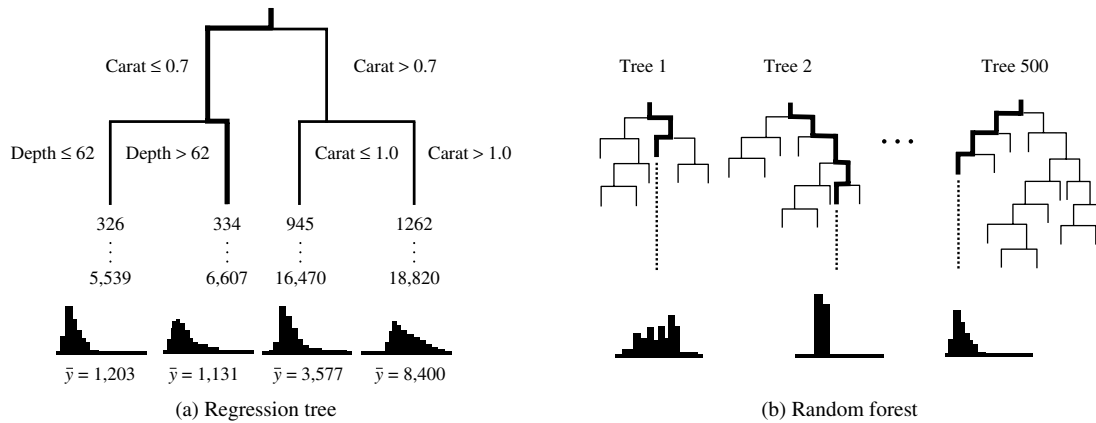 Carat ≤ 0.7
Carat > 0.7
Depth ≤ 62
Depth > 62
Carat ≤ 1.0
Carat > 1.0
326
334
945
1262
5,539
6,607
16,470
18,820
ȳ = 1,203
ȳ = 1,131
ȳ = 3,577
ȳ = 8,400
(a) Regression tree
Tree 1
Tree 2
Tree 500
(b) Random forest